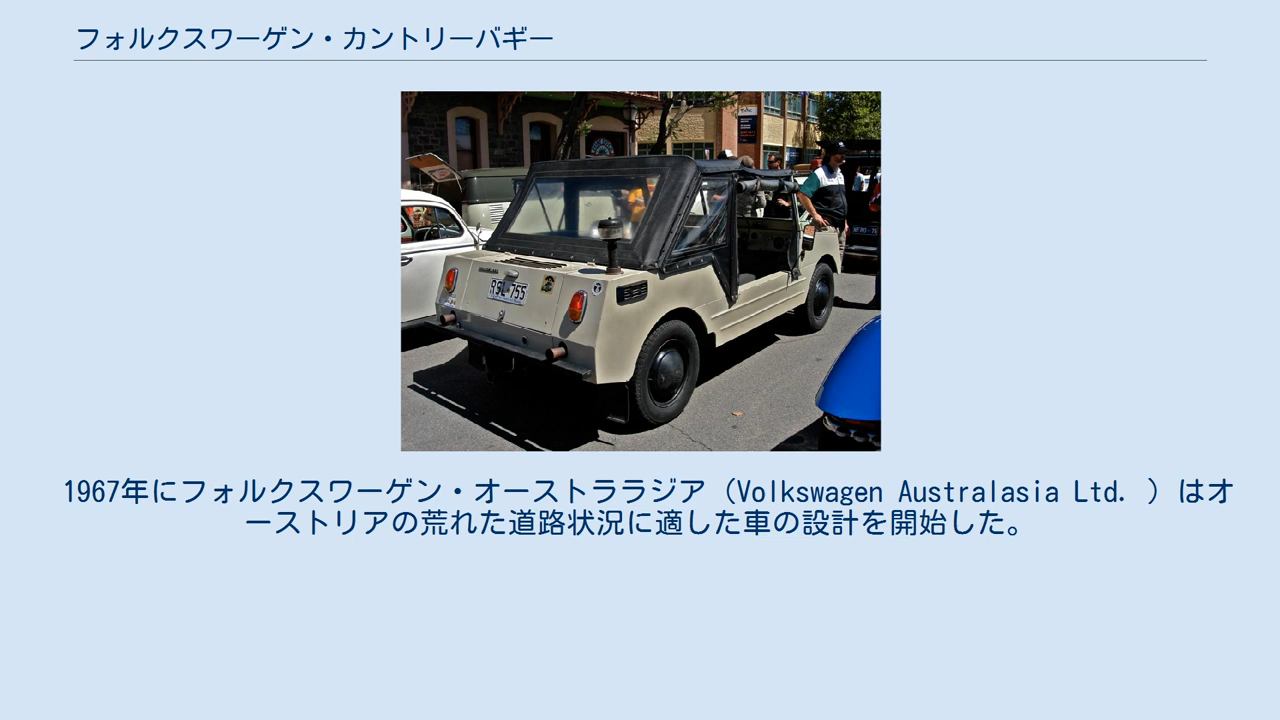 フォルクスワーゲン・カントリーバギー
RSL-755
1967年にフォルクスワーゲン・オーストララジア（Volkswagen Australasia Ltd. ）はオ
ーストリアの荒れた道路状況に適した車の設計を開始した。